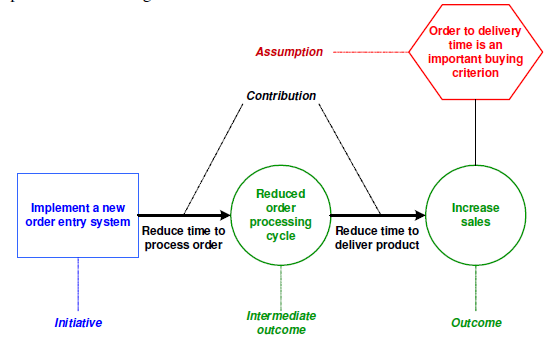 Order to delivery
time is an
important buying
criterion
Assumption
Contribution
Implement a new
order entry system
Reduce time to
process order
Reduced
order
processing
cycle
Reduce time to
deliver product
Increase
sales
Initiative
Intermediate
outcome
Outcome